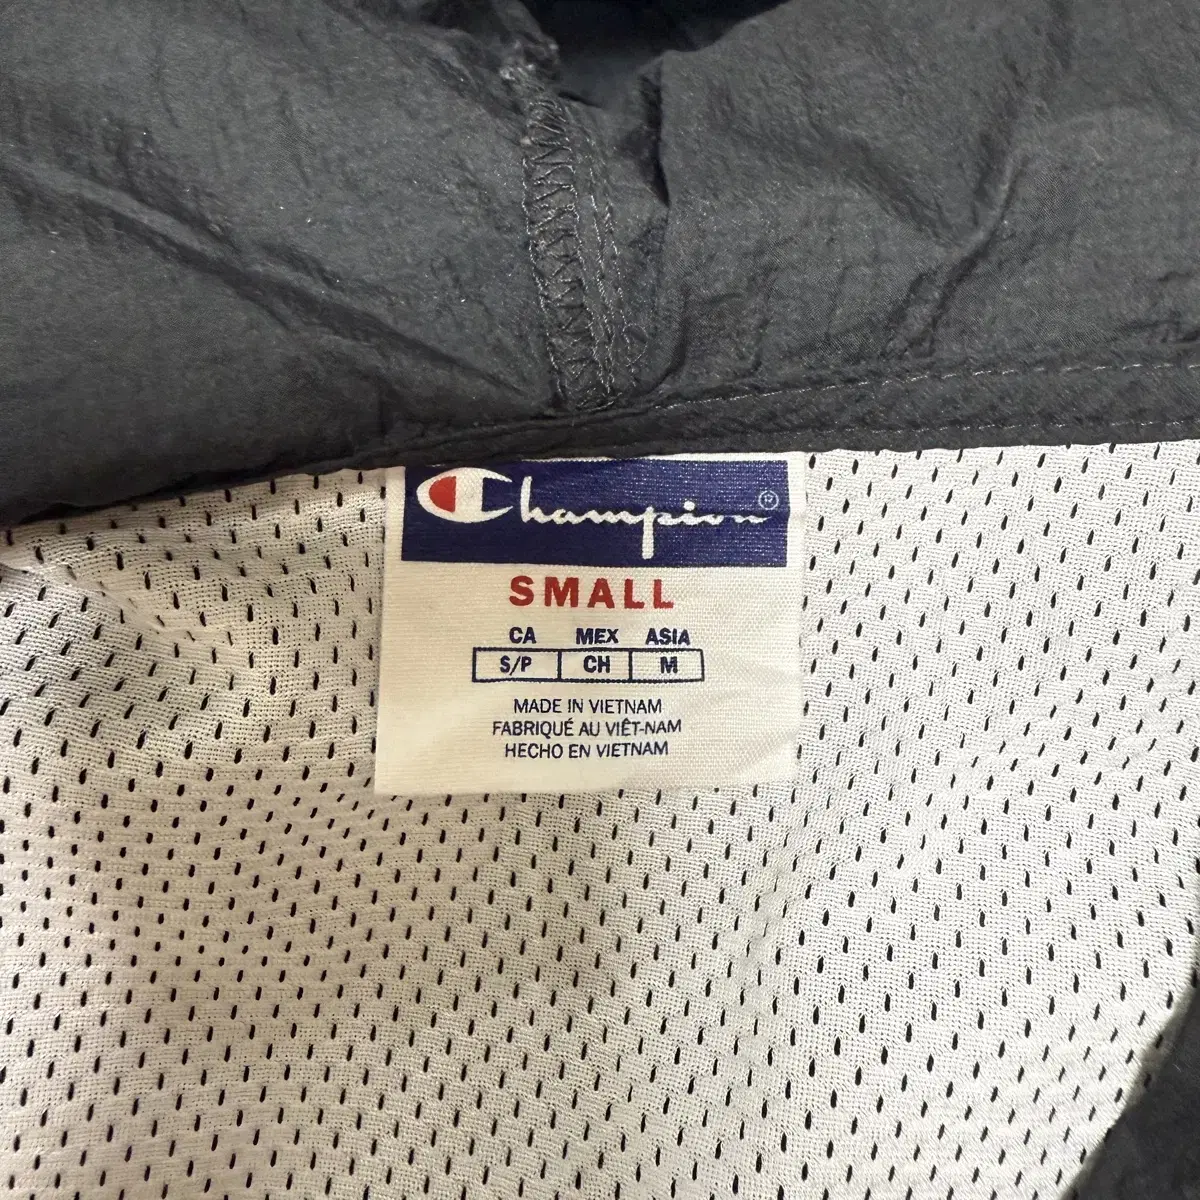 Champion®
SMALL
CA MEX ASIA
S/P CH M
MADE IN VIETNAM
FABRIQUÉ AU VIÊT-NAM
HECHO EN VIETNAM